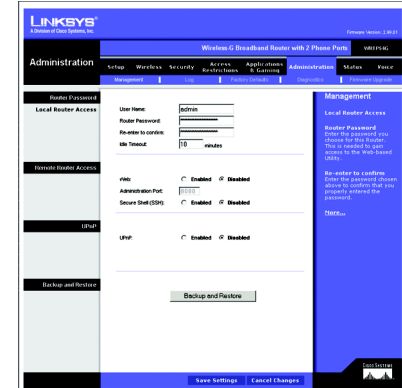 LINKSYS®
A Division of Cisco Systems, Inc.
Firmware Version: 1.00.01
Wireless-G Broadband Router with 2 Phone Ports WRTP54G
Administration
Setup Wireless Security Access Restrictions Applications & Gaming Administration Status Voice
Management Log Factory Defaults Diagnostics Firmware Upgrade
Router Password
Local Router Access
User Name: admin
Router Password:
Re-enter to confirm:
Idle Timeout: 10 minutes
Remote Router Access
Web: Enabled Disabled
Administration Port: 8080
Secure Shell (SSH): Enabled Disabled
UPnP
UPnP: Enabled Disabled
Backup and Restore
Backup and Restore
Management
Local Router Access
Router Password
Enter the password you
choose for this Router.
This is needed to gain
access to the Web-based
Utility.
Re-enter to confirm
Enter the password chosen
above to confirm that you
properly entered the
password.
More...
Save Settings Cancel Changes
CISCO SYSTEMS